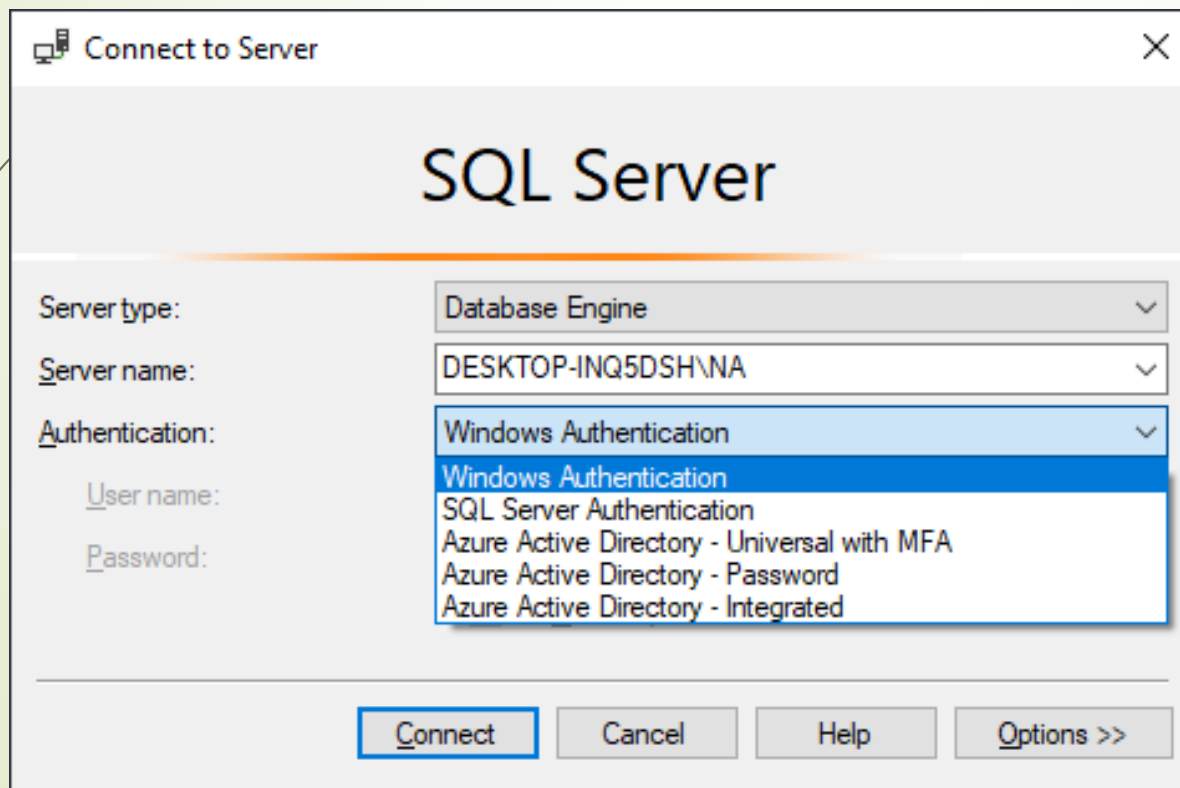 Connect to Server
SQL Server
Server type: Database Engine
Server name: DESKTOP-INQ5DSH\NA
Authentication: Windows Authentication
Windows Authentication
User name:
SQL Server Authentication
Azure Active Directory - Universal with MFA
Password:
Azure Active Directory - Password
Azure Active Directory - Integrated
Connect Cancel Help Options >>